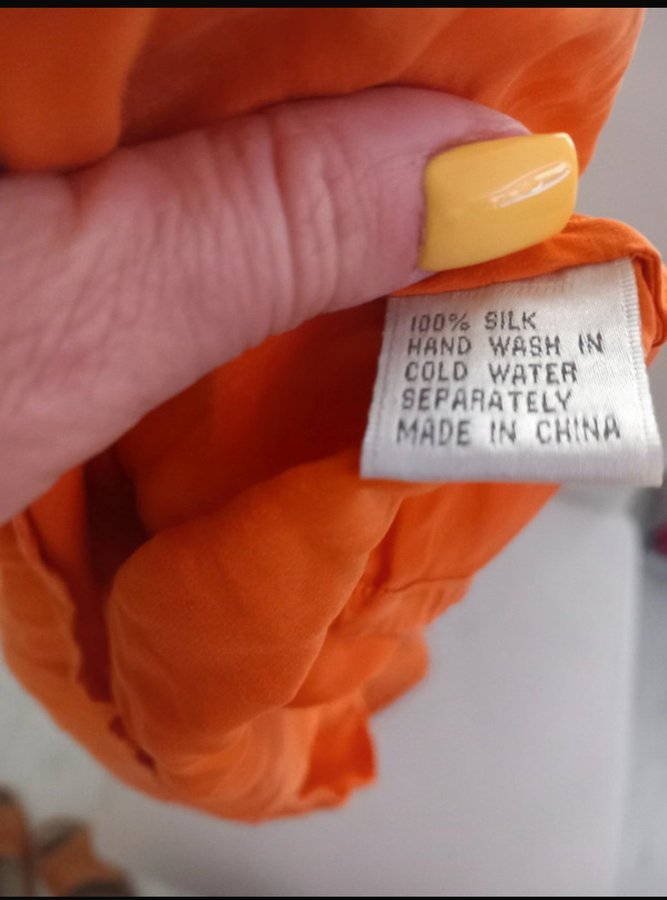 100% SILK
HAND WASH IN
COLD WATER
SEPARATELY
MADE IN CHINA